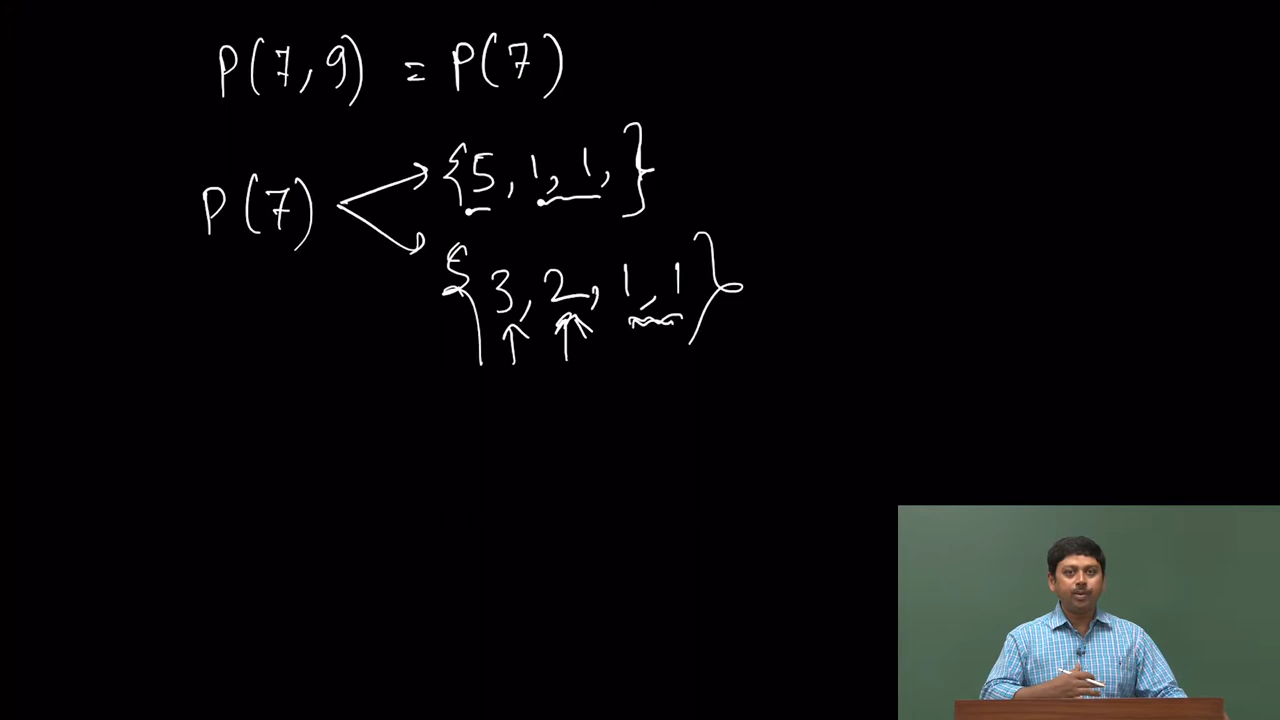 P(7,9) = P(7)
P(7) {5, 1, 1, }
{3, 2, 1, 1}